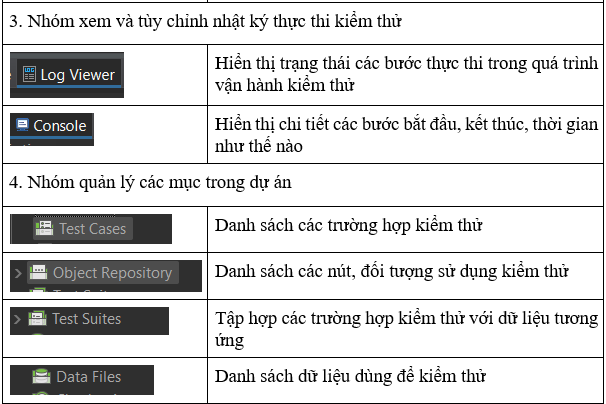 3. Nhóm xem và tùy chỉnh nhật ký thực thi kiểm thử
Log Viewer
Hiển thị trạng thái các bước thực thi trong quá trình
vận hành kiểm thử
Console
Hiển thị chi tiết các bước bắt đầu, kết thúc, thời gian
như thế nào
4. Nhóm quản lý các mục trong dự án
Test Cases
Danh sách các trường hợp kiểm thử
Object Repository
Danh sách các nút, đối tượng sử dụng kiểm thử
Test Suites
Tập hợp các trường hợp kiểm thử với dữ liệu tương
ứng
Data Files
Danh sách dữ liệu dùng để kiểm thử